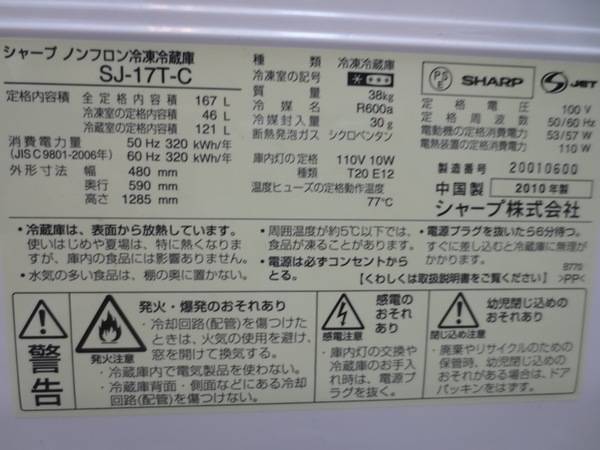 シャープ ノンフロン冷凍冷蔵庫
SJ-17T-C
定格内容積 全定格内容積 167 L
冷凍室の定格内容積 46 L
冷蔵室の定格内容積 121 L
消費電力量 50 Hz 320 kWh/年
(JIS C 9801-2006年) 60 Hz 320 kWh/年
外形寸法 幅 480 mm
奥行 590 mm
高さ 1285 mm
種類 冷凍冷蔵庫
冷凍室の記号
質量 38kg
冷媒名 R600a
冷媒封入量 30g
断熱発泡ガス シクロペンタン
庫内灯の定格 110V 10W
T20 E12
温度ヒューズの定格動作温度
77℃
PS E SHARP S JET
定格電圧 100 V
定格周波数 50/60 Hz
電動機の定格消費電力 53/57 W
電熱装置の定格消費電力 110 W
製造番号 20010600
中国製 2010年製
シャープ株式会社
•冷蔵庫は、表面から放熱しています。
使いはじめや夏場は、特に熱くなりま
すが、庫内の食品には影響ありません。
•水気の多い食品は、棚の奥に置かない。
•周囲温度が約5℃以下では、
食品が凍ることがあります。
•電源は必ずコンセントから
とる。
•電源プラグを抜いたら6分待つ。
すぐに差し込むと冷蔵庫に無理が
かかります。
B770
【くわしくは取扱説明書をご覧ください】 >PP<
警告
発火・爆発のおそれあり
発火注意
・冷却回路(配管)を傷つけた
ときは、火気の使用を避け、
窓を開けて換気する。
・冷蔵庫内で電気製品を使わない。
・冷蔵庫背面・側面などにある冷却
回路(配管)を傷つけない。
感電の
おそれ
あり
感電注意
・庫内灯の交換や
冷蔵庫のお手入
れ時は、電源プ
ラグを抜く。
幼児閉じ込めの
おそれあり
閉じ込め注意
・廃棄やリサイクルのための
保管時、幼児閉じ込めの
おそれがある場合は、ドア
パッキンをはずす。